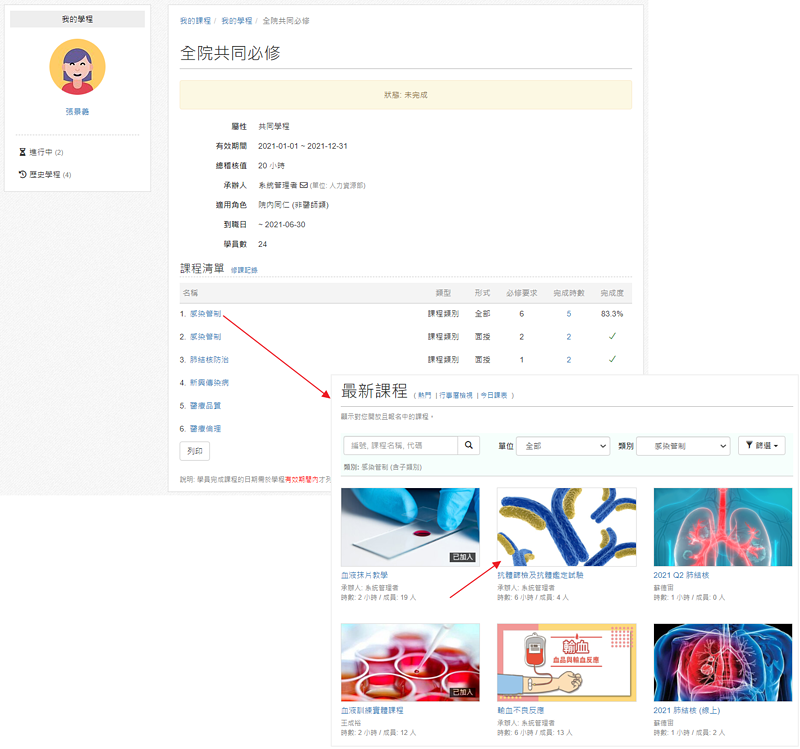 我的學程
張景義
進行中 (2)
歷史學程 (4)
我的課程 / 我的學程 / 全院共同必修
全院共同必修
狀態: 未完成
屬性 共同學程
有效期間 2021-01-01 ~ 2021-12-31
總積核值 20 小時
承辦人 系統管理者 (單位: 人力資源部)
適用角色 院內同仁 (非醫師類)
到職日 ~ 2021-06-30
學員數 24
課程清單 修課記錄
名稱 類型 形式 必修要求 完成時數 完成度
1. 感染管制 課程類別 全部 6 5 83.3%
2. 感染管制 課程類別 面授 2 2 ✓
3. 肺結核防治 課程類別 面授 1 2 ✓
4. 新興傳染病
5. 醫療品質
6. 醫療倫理
列印
說明: 學員完成課程的日期需於學程有效期間內才列
最新課程 ( 熱門 | 行事曆檢視 | 今日課表 )
顯示對您開放且報名中的課程。
編號, 課程名稱, 代碼 單位 全部 類別 感染管制 篩選
類別: 感染管制 (含子類別)
已加入
血液抹片教學
承辦人: 系統管理者
時數: 2 小時 / 成員: 19 人
抗體篩檢及抗體鑑定試驗
承辦人: 系統管理者
時數: 6 小時 / 成員: 4 人
2021 Q2 肺結核
蘇德宙
時數: 1 小時 / 成員: 0 人
已加入
血液訓練實體課程
王成裕
時數: 2 小時 / 成員: 12 人
輸血
血品與輸血反應
輸血不良反應
承辦人: 系統管理者
時數: 6 小時 / 成員: 13 人
2021 肺結核 (線上)
蘇德宙
時數: 1 小時 / 成員: 2 人